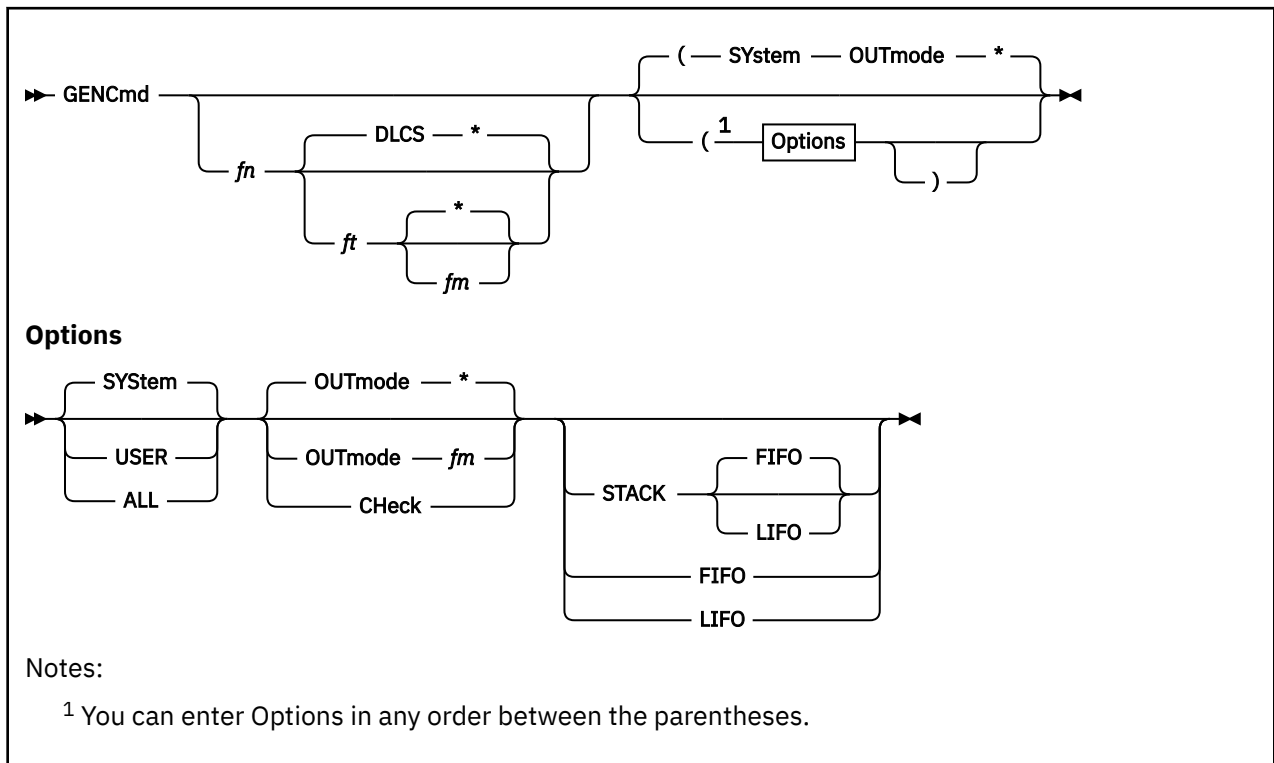 ( SYstem OUTmode *
GENCmd
DLCS *
( 1 Options
fn
)
*
ft
fm
Options
SYStem OUTmode *
USER OUTmode fm FIFO
ALL CHeck STACK
LIFO
FIFO
LIFO
Notes:
1 You can enter Options in any order between the parentheses.